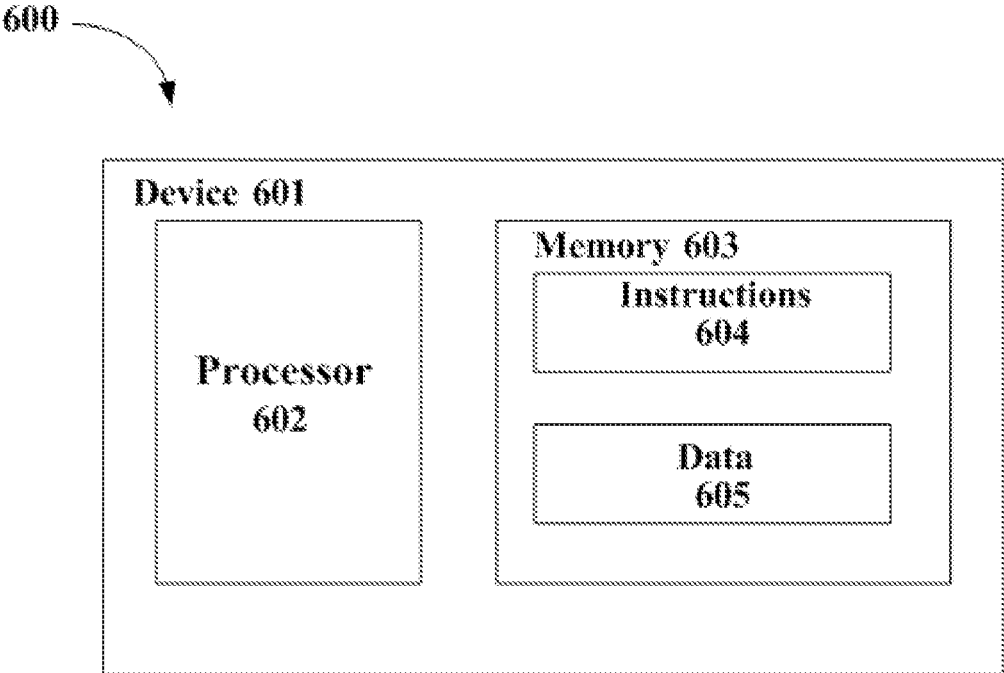 600
Device 601
Processor
602
Memory 603
Instructions
604
Data
605